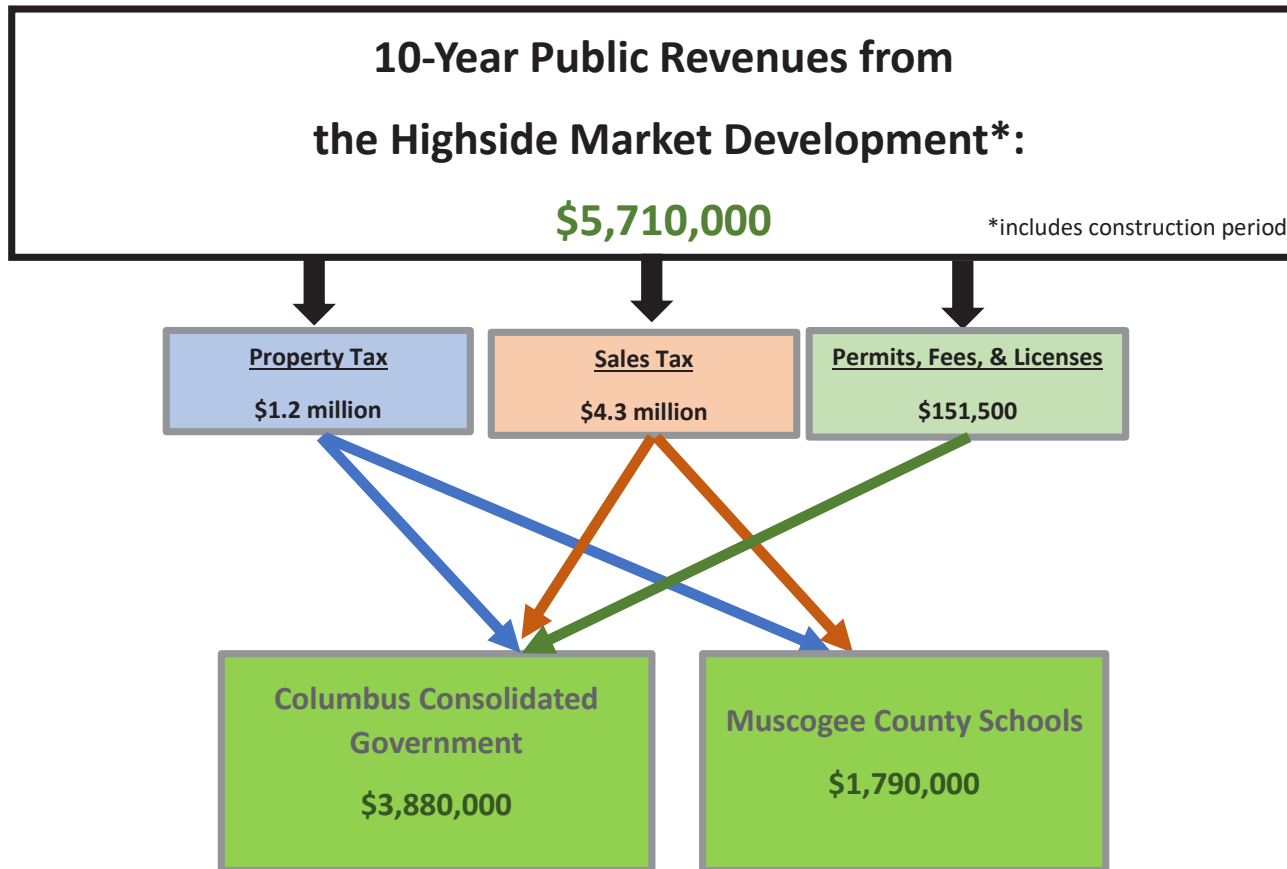 10-Year Public Revenues from
the Highside Market Development*:
$5,710,000
*includes construction period
Property Tax
$1.2 million
Sales Tax
$4.3 million
Permits, Fees, & Licenses
$151,500
Columbus Consolidated
Government
$3,880,000
Muscogee County Schools
$1,790,000